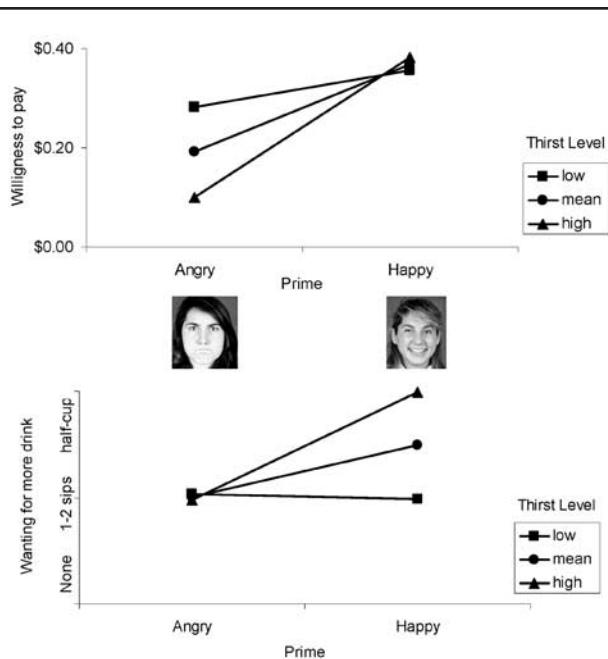 $0.40
$0.20
$0.00
Willigness to pay
Angry
Happy
Prime
Thirst Level
low
mean
high
half-cup
1-2 sips
None
Wanting for more drink
Angry
Happy
Prime
Thirst Level
low
mean
high